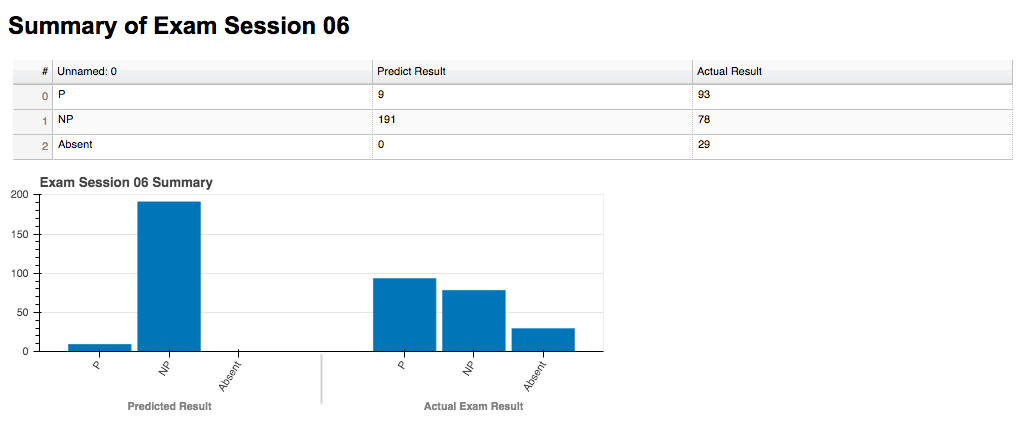 Summary of Exam Session 06
# Unnamed: 0 Predict Result Actual Result
0 P 9 93
1 NP 191 78
2 Absent 0 29
Exam Session 06 Summary
200
150
100
50
0
P NP Absent P NP Absent
Predicted Result Actual Exam Result